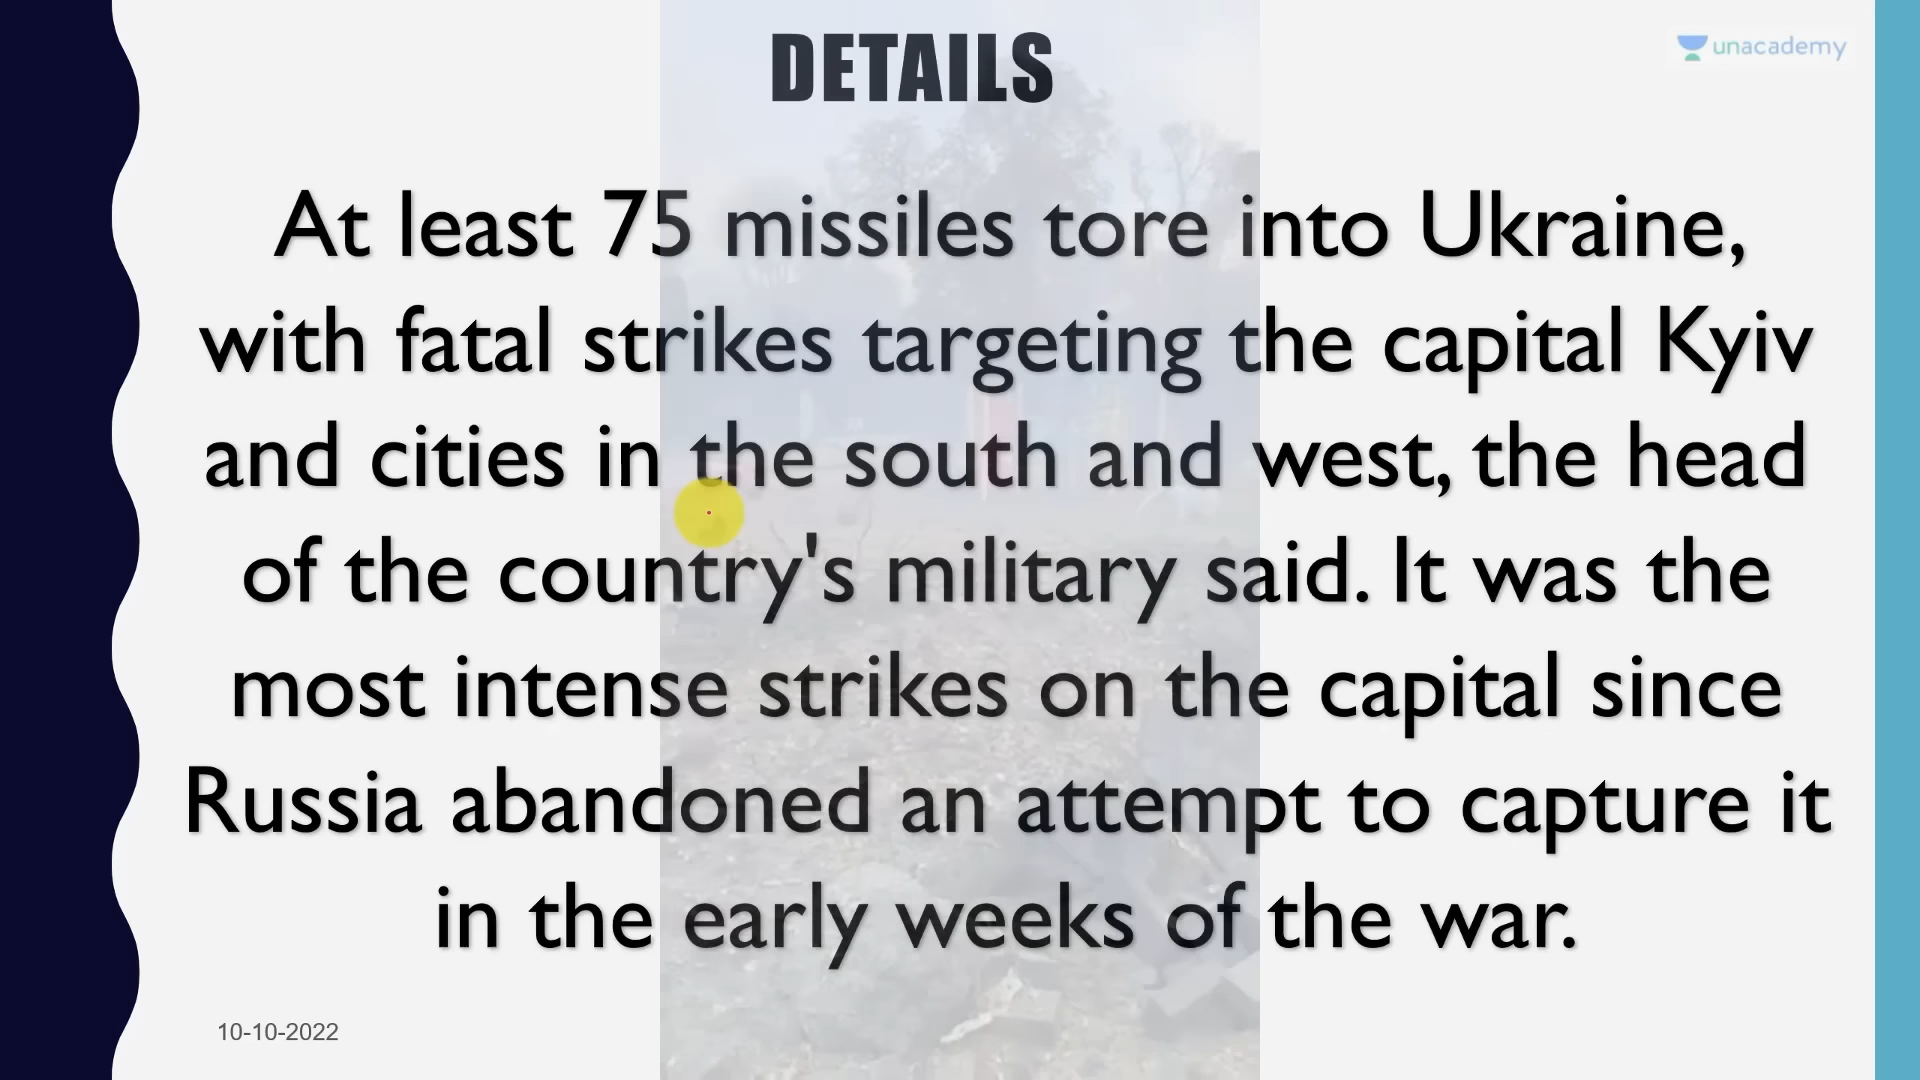 DETAILS
unacademy
At least 75 missiles tore into Ukraine,
with fatal strikes targeting the capital Kyiv
and cities in the south and west, the head
of the country's military said. It was the
most intense strikes on the capital since
Russia abandoned an attempt to capture it
in the early weeks of the war.
10-10-2022